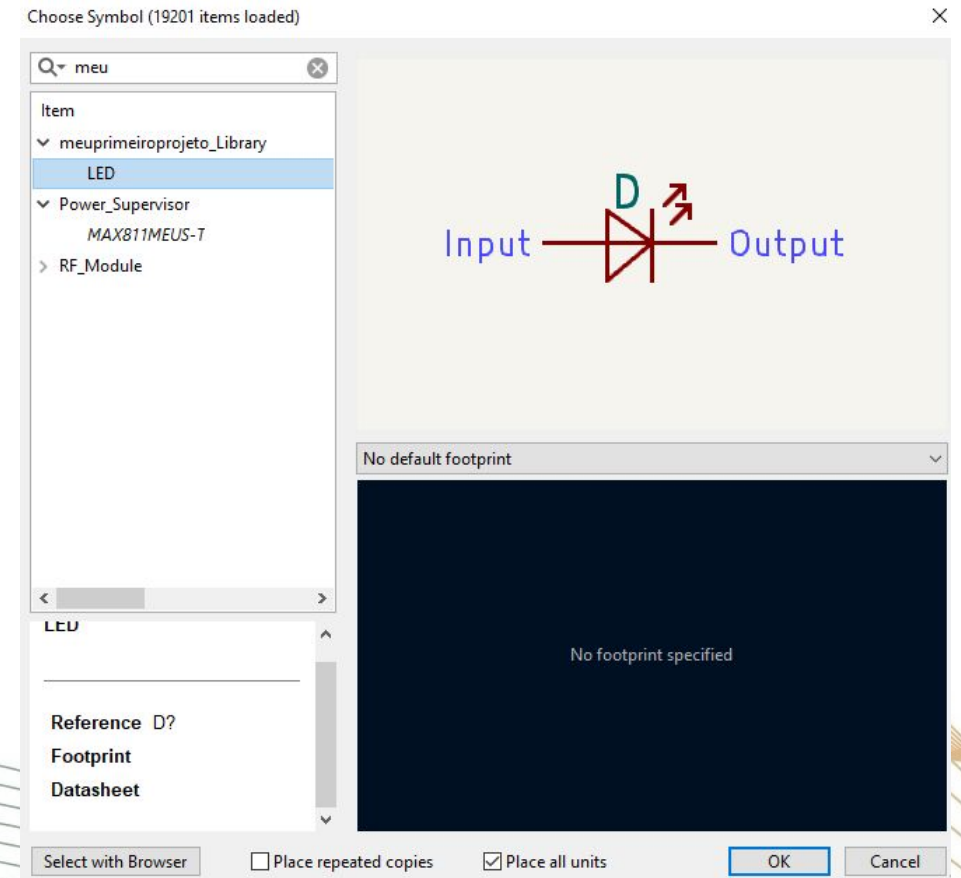 Choose Symbol (19201 items loaded)
meu
Item
meuprimeiroprojeto_Library
LED
Power_Supervisor
MAX811MEUS-T
RF_Module
D
Input
Output
No default footprint
No footprint specified
LED
Reference D?
Footprint
Datasheet
Select with Browser
Place repeated copies
Place all units
OK
Cancel